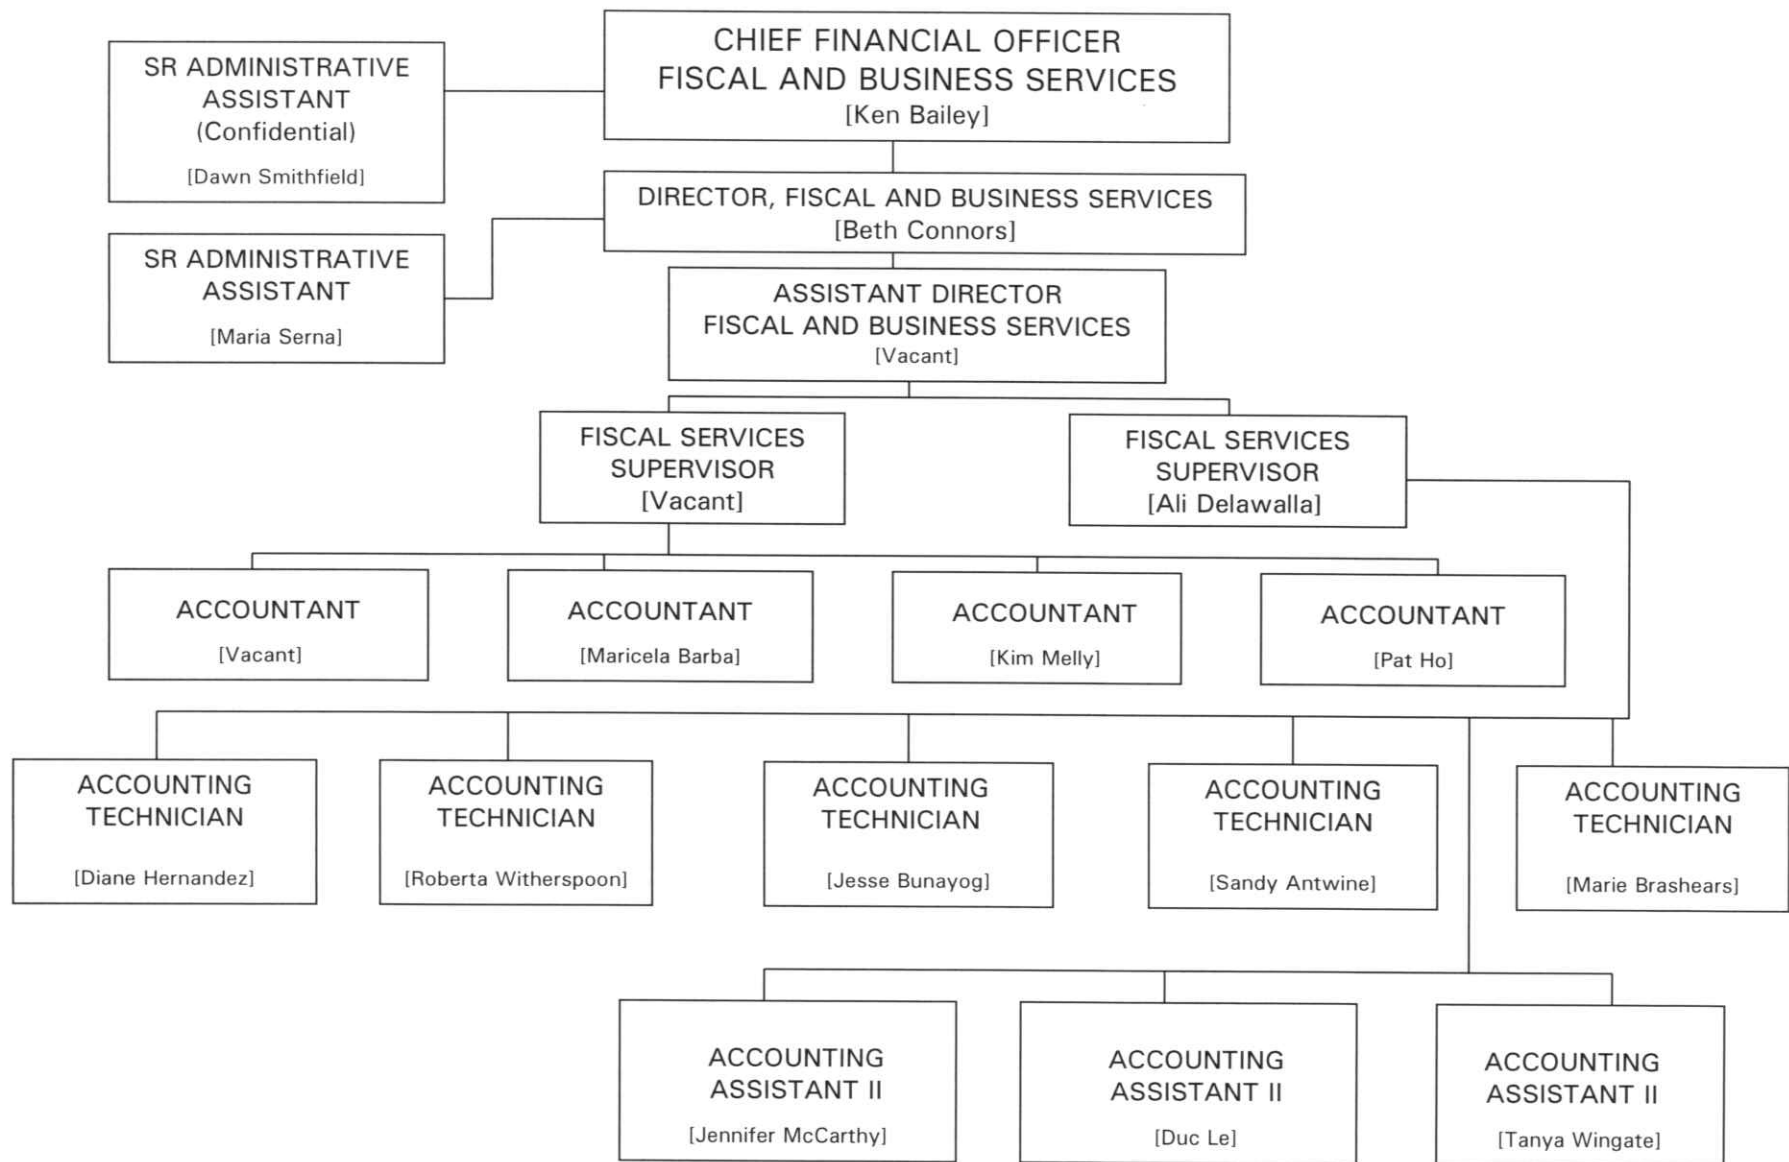 CHIEF FINANCIAL OFFICER
FISCAL AND BUSINESS SERVICES
[Ken Bailey]
SR ADMINISTRATIVE
ASSISTANT
(Confidential)
[Dawn Smithfield]
DIRECTOR, FISCAL AND BUSINESS SERVICES
[Beth Connors]
SR ADMINISTRATIVE
ASSISTANT
[Maria Serna]
ASSISTANT DIRECTOR
FISCAL AND BUSINESS SERVICES
[Vacant]
FISCAL SERVICES
SUPERVISOR
[Vacant]
FISCAL SERVICES
SUPERVISOR
[Ali Delawalla]
ACCOUNTANT
[Vacant]
ACCOUNTANT
[Maricela Barba]
ACCOUNTANT
[Kim Melly]
ACCOUNTANT
[Pat Ho]
ACCOUNTING
TECHNICIAN
[Diane Hernandez]
ACCOUNTING
TECHNICIAN
[Roberta Witherspoon]
ACCOUNTING
TECHNICIAN
[Jesse Bunayog]
ACCOUNTING
TECHNICIAN
[Sandy Antwine]
ACCOUNTING
TECHNICIAN
[Marie Brashears]
ACCOUNTING
ASSISTANT II
[Jennifer McCarthy]
ACCOUNTING
ASSISTANT II
[Duc Le]
ACCOUNTING
ASSISTANT II
[Tanya Wingate]